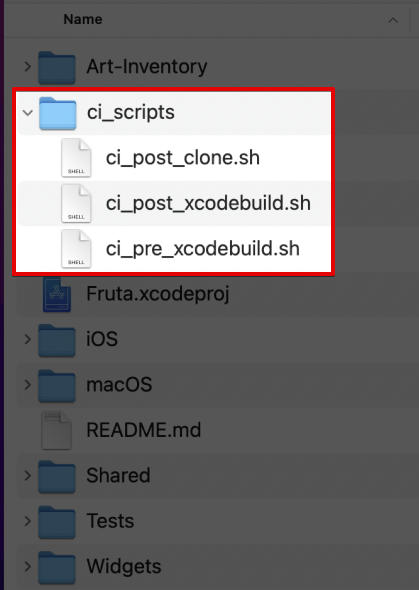 Name
Art-Inventory
ci_scripts
ci_post_clone.sh
SHELL
ci_post_xcodebuild.sh
SHELL
ci_pre_xcodebuild.sh
SHELL
Fruta.xcodeproj
iOS
macOS
README.md
Shared
Tests
Widgets